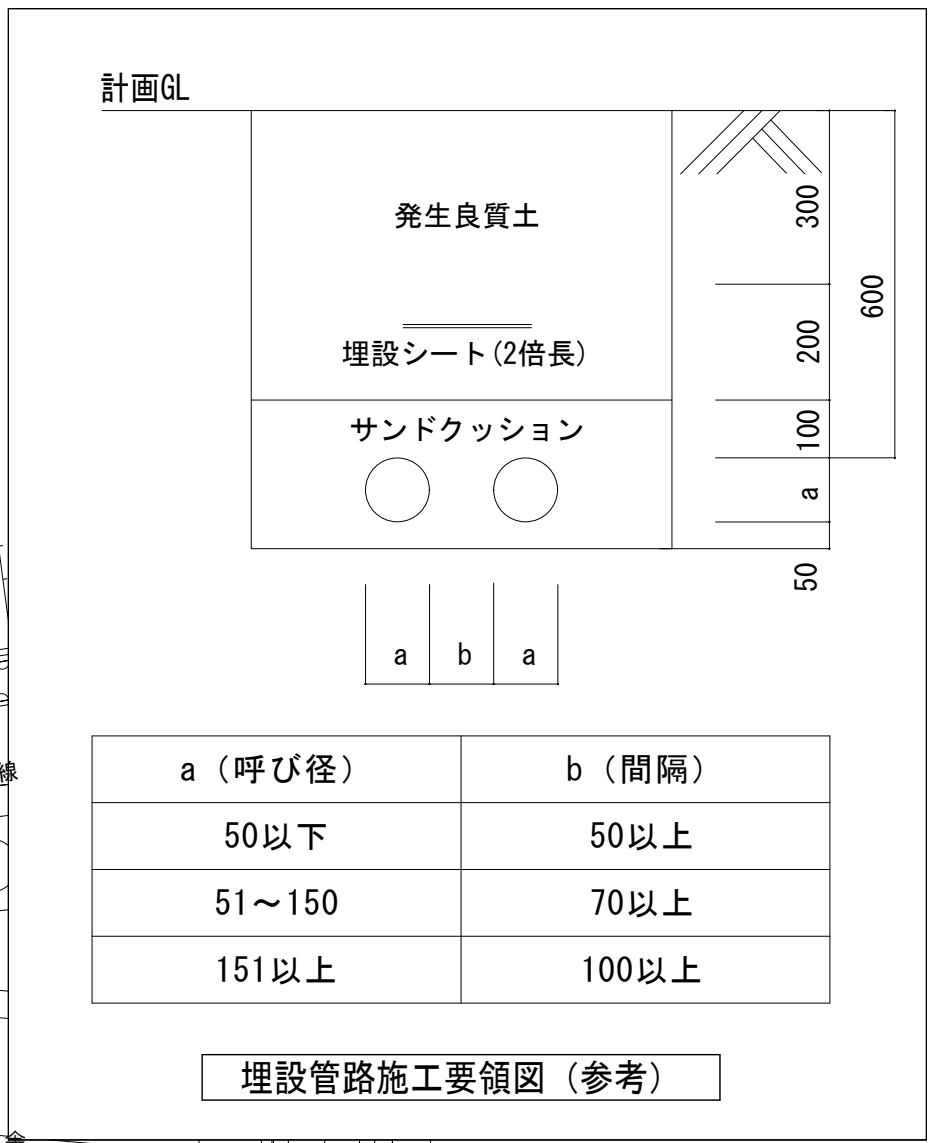 計画GL
発生良質土
300
600
埋設シート(2倍長)
200
サンドクッション
100
a
50
a b a
a（呼び径） b（間隔）
50以下 50以上
51～150 70以上
151以上 100以上
埋設管路施工要領図（参考）
線